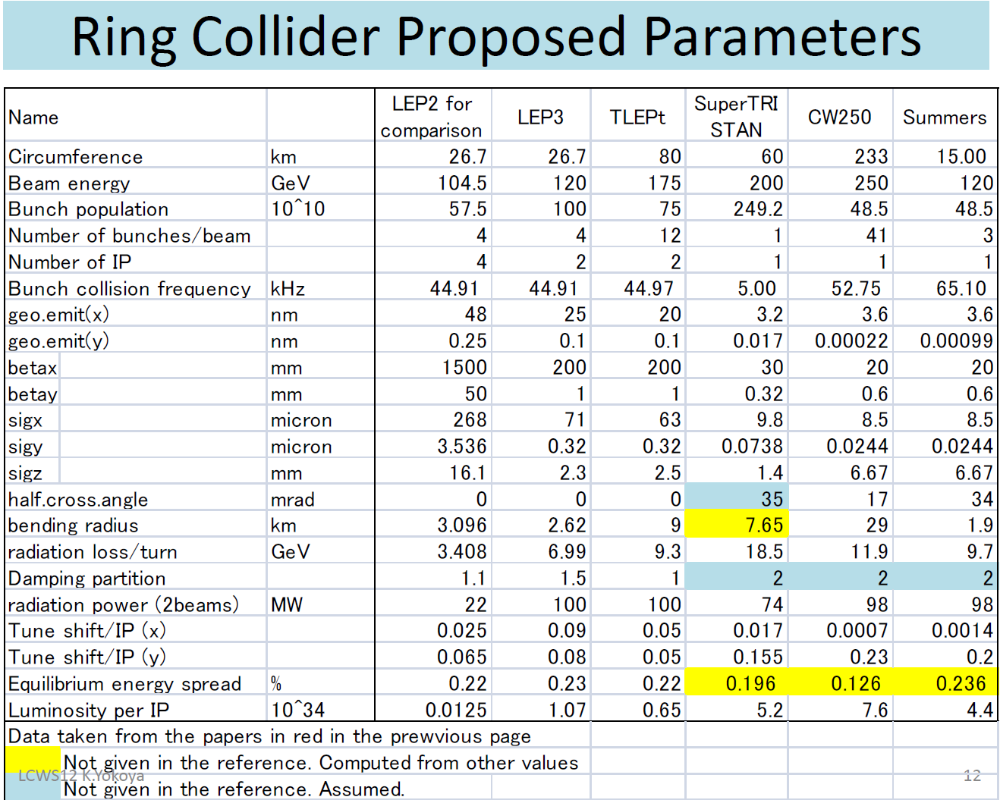 Ring Collider Proposed Parameters
Name LEP2 for comparison LEP3 TLEPt SuperTRI STAN CW250 Summers
Circumference km 26.7 26.7 80 60 233 15.00
Beam energy GeV 104.5 120 175 200 250 120
Bunch population 10^10 57.5 100 75 249.2 48.5 48.5
Number of bunches/beam 4 4 12 1 41 3
Number of IP 4 2 2 1 1 1
Bunch collision frequency kHz 44.91 44.91 44.97 5.00 52.75 65.10
geo.emit(x) nm 48 25 20 3.2 3.6 3.6
geo.emit(y) nm 0.25 0.1 0.1 0.017 0.00022 0.00099
betax mm 1500 200 200 30 20 20
betay mm 50 1 1 0.32 0.6 0.6
sigx micron 268 71 63 9.8 8.5 8.5
sigy micron 3.536 0.32 0.32 0.0738 0.0244 0.0244
sigz mm 16.1 2.3 2.5 1.4 6.67 6.67
half.cross.angle mrad 0 0 0 35 17 34
bending radius km 3.096 2.62 9 7.65 29 1.9
radiation loss/turn GeV 3.408 6.99 9.3 18.5 11.9 9.7
Damping partition 1.1 1.5 1 2 2 2
radiation power (2beams) MW 22 100 100 74 98 98
Tune shift/IP (x) 0.025 0.09 0.05 0.017 0.0007 0.0014
Tune shift/IP (y) 0.065 0.08 0.05 0.155 0.23 0.2
Equilibrium energy spread % 0.22 0.23 0.22 0.196 0.126 0.236
Luminosity per IP 10^34 0.0125 1.07 0.65 5.2 7.6 4.4
Data taken from the papers in red in the prewvious page
Not given in the reference. Computed from other values
LCWS12 K.Yokoya 12
Not given in the reference. Assumed.